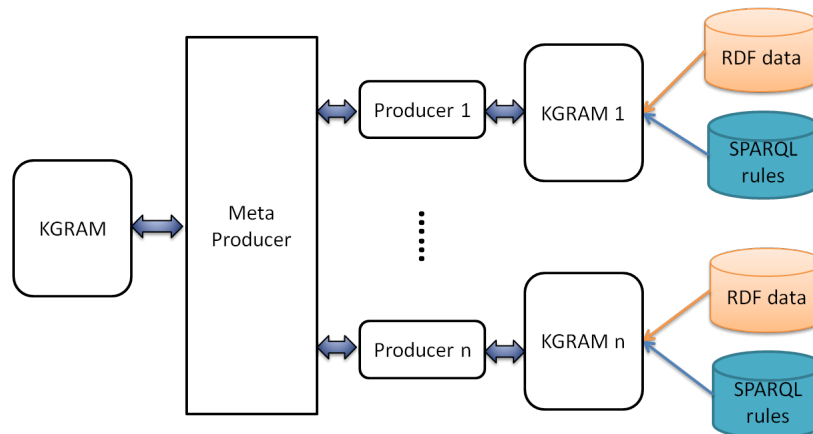 KGRAM
Meta
Producer
Producer 1
KGRAM 1
RDF data
SPARQL
rules
Producer n
KGRAM n
RDF data
SPARQL
rules